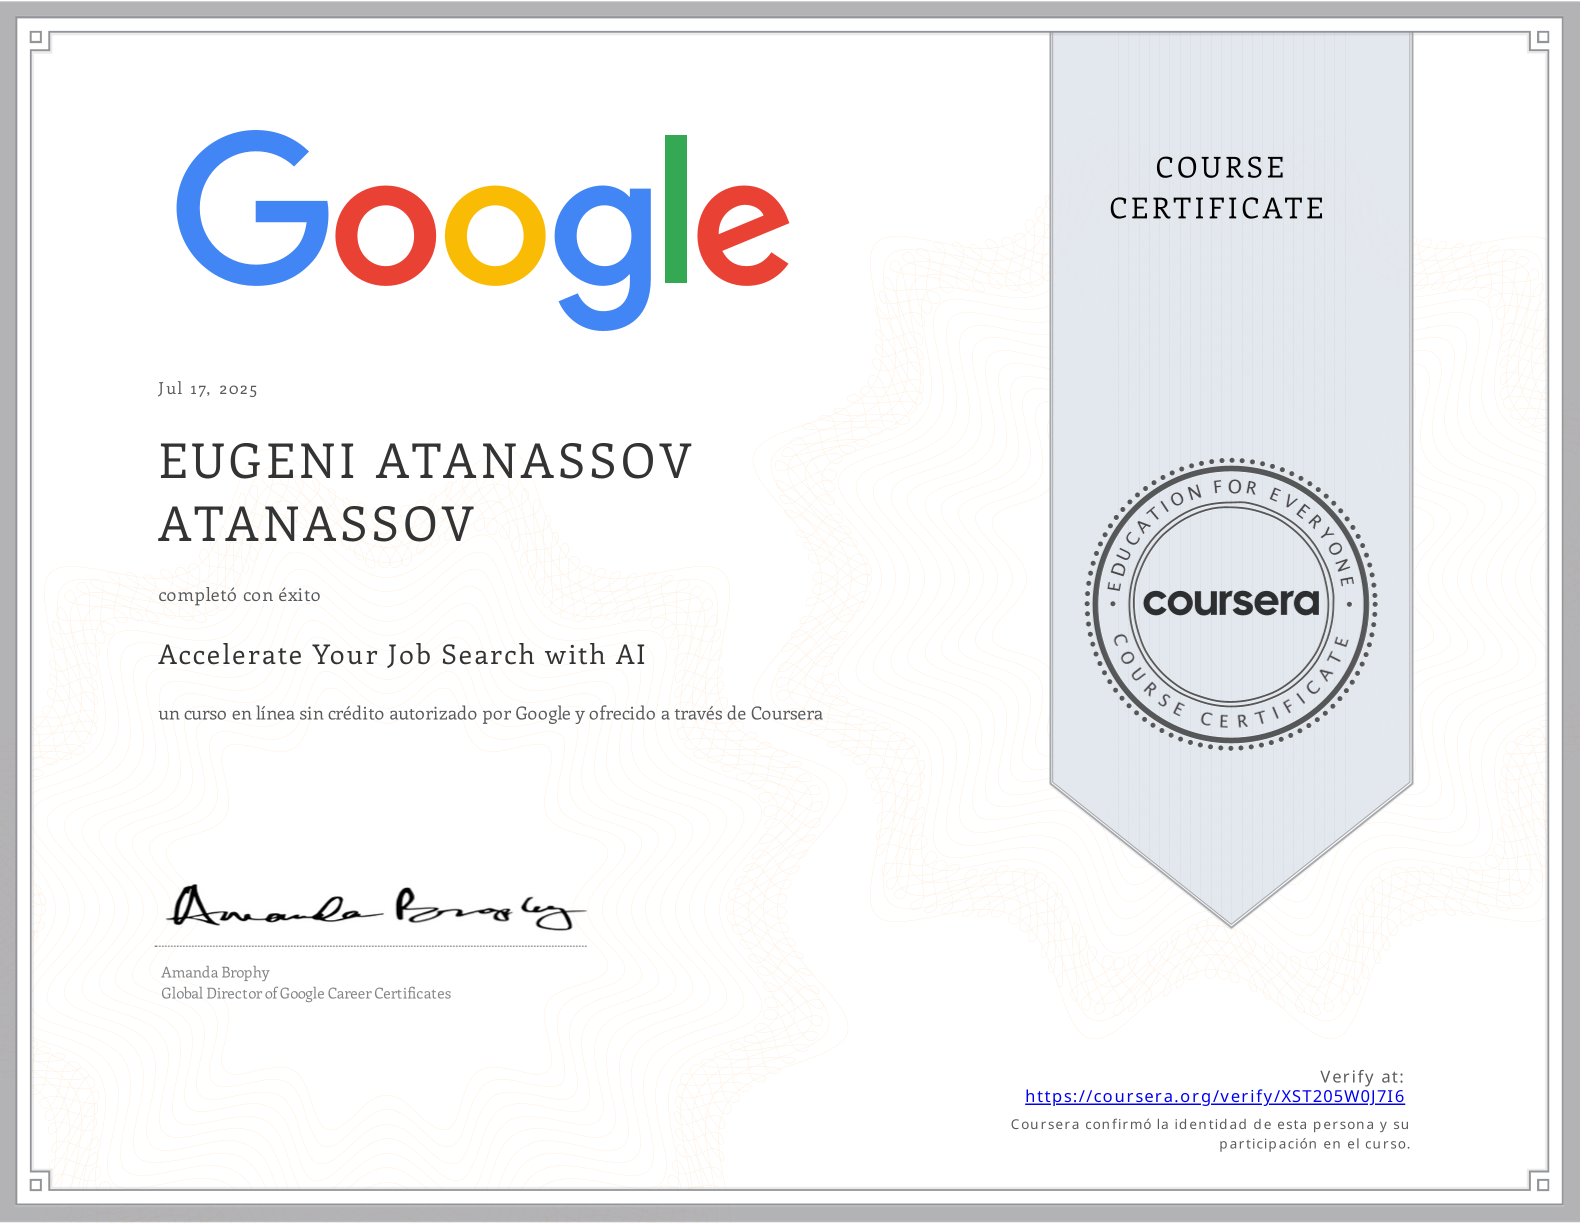 Google
COURSE
CERTIFICATE
Jul 17, 2025
EUGENI ATANASSOV
ATANASSOV
completó con éxito
Accelerate Your Job Search with AI
un curso en línea sin crédito autorizado por Google y ofrecido a través de Coursera
EDUCATION FOR EVERYONE
coursera
COURSE CERTIFICATE
Amanda Brophy
Amanda Brophy
Global Director of Google Career Certificates
Verify at:
https://coursera.org/verify/XST205W0J7I6
Coursera confirmó la identidad de esta persona y su
participación en el curso.